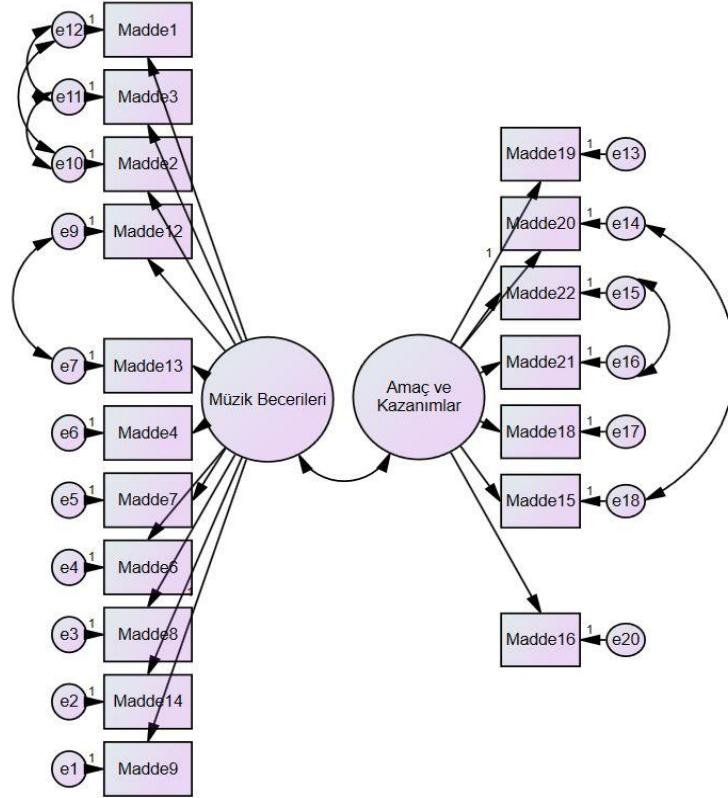 e12 1 Madde1
e11 1 Madde3
e10 1 Madde2
e9 1 Madde12
e7 1 Madde13
e6 1 Madde4
e5 1 Madde7
e4 1 Madde6
e3 1 Madde8
e2 1 Madde14
e1 1 Madde9
1
Müzik Becerileri
Amaç ve
Kazanımlar
1
Madde19 1 e13
Madde20 1 e14
Madde22 1 e15
Madde21 1 e16
Madde18 1 e17
Madde15 1 e18
Madde16 1 e20